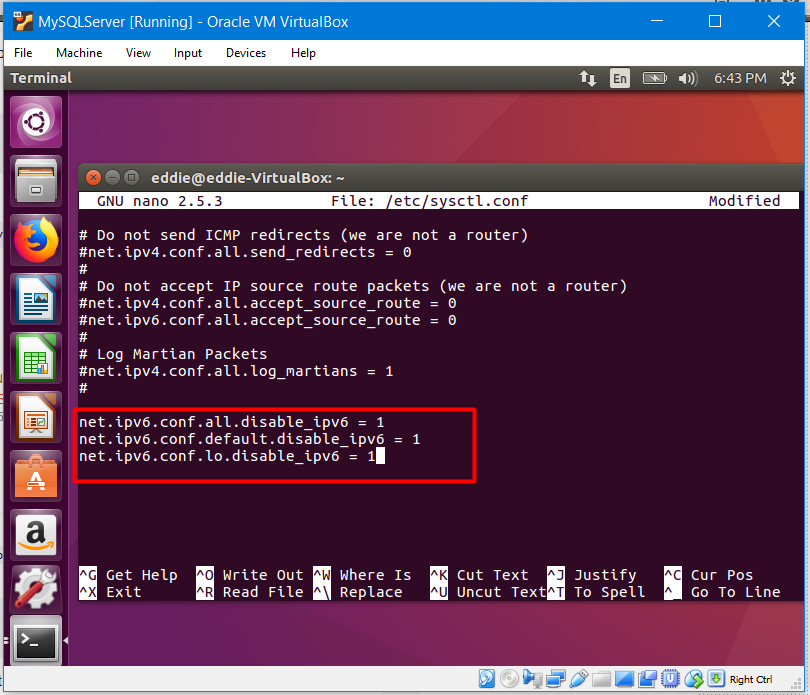 MySQLServer [Running] - Oracle VM VirtualBox
File Machine View Input Devices Help
Terminal En 6:43 PM
eddie@eddie-VirtualBox: ~
GNU nano 2.5.3 File: /etc/sysctl.conf Modified
# Do not send ICMP redirects (we are not a router)
#net.ipv4.conf.all.send_redirects = 0
#
# Do not accept IP source route packets (we are not a router)
#net.ipv4.conf.all.accept_source_route = 0
#net.ipv6.conf.all.accept_source_route = 0
#
# Log Martian Packets
#net.ipv4.conf.all.log_martians = 1
#
net.ipv6.conf.all.disable_ipv6 = 1
net.ipv6.conf.default.disable_ipv6 = 1
net.ipv6.conf.lo.disable_ipv6 = 1
^G Get Help ^O Write Out ^W Where Is ^K Cut Text ^J Justify ^C Cur Pos
^X Exit ^R Read File ^\ Replace ^U Uncut Text ^T To Spell ^_ Go To Line
Right Ctrl